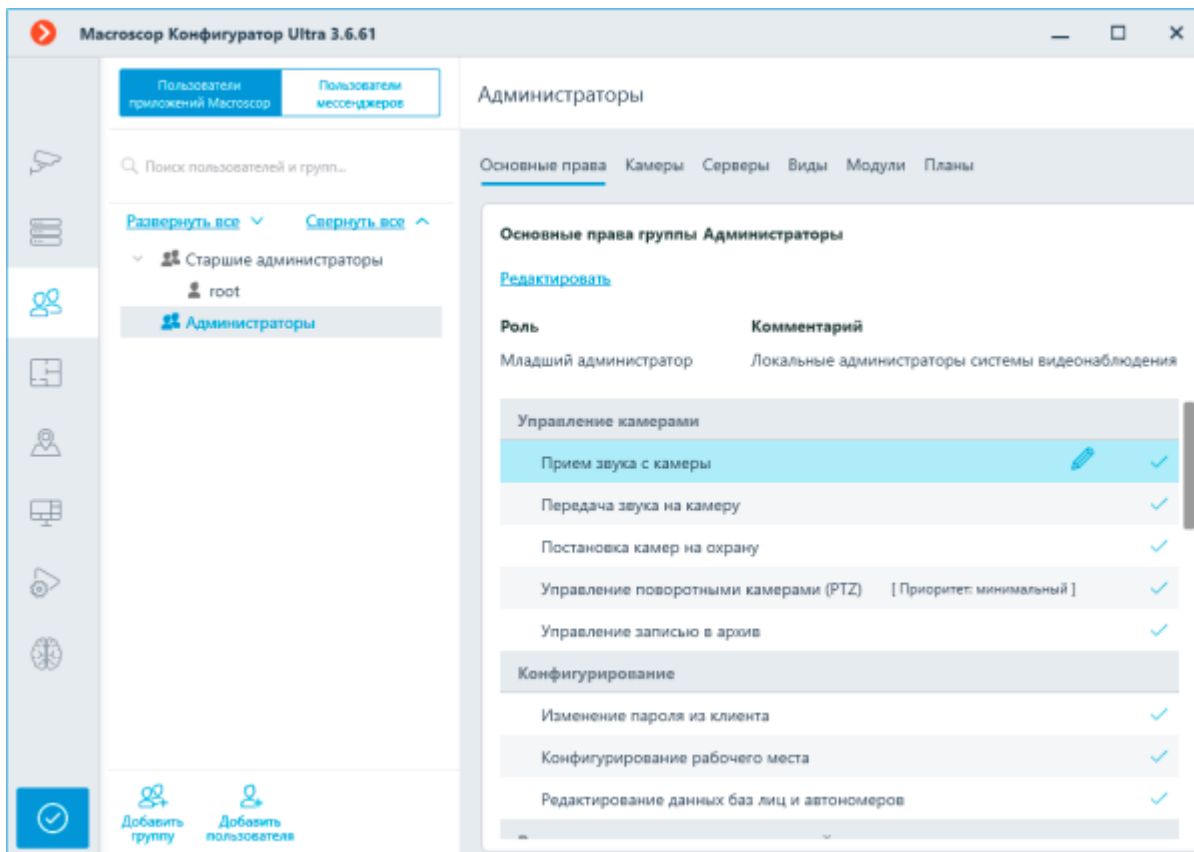 Macroscop Конфигуратор Ultra 3.6.61
Пользователи приложений Macroscop
Пользователи мессенджеров
Поиск пользователей и групп...
Развернуть все
Свернуть все
Старшие администраторы
root
Администраторы
Добавить группу
Добавить пользователя
Администраторы
Основные права Камеры Серверы Виды Модули Планы
Основные права группы Администраторы
Редактировать
Роль Комментарий
Младший администратор Локальные администраторы системы видеонаблюдения
Управление камерами
Прием звука с камеры
Передача звука на камеру
Постановка камер на охрану
Управление поворотными камерами (PTZ) [ Приоритет: минимальный ]
Управление записью в архив
Конфигурирование
Изменение пароля из клиента
Конфигурирование рабочего места
Редактирование данных баз лиц и автономеров